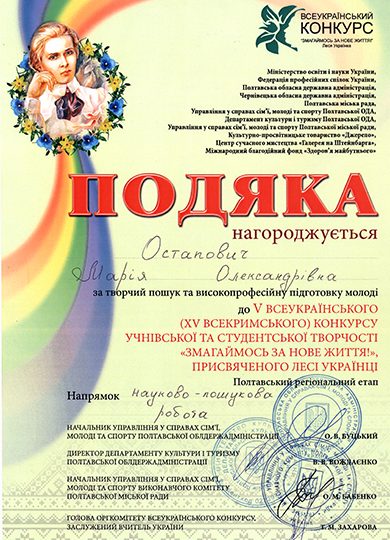 ВСЕУКРАЇНСЬКИЙ
КОНКУРС
"ЗМАГАЙМОСЬ ЗА НОВЕ ЖИТТЯ!"
Леся Українка
Міністерство освіти і науки України,
Федерація професійних спілок України,
Полтавська обласна державна адміністрація,
Чернівецька обласна державна адміністрація,
Полтавська міська рада,
Управління у справах сім'ї, молоді та спорту Полтавської ОДА,
Департамент культури і туризму Полтавської ОДА,
Управління у справах сім'ї, молоді та спорту Полтавської міської ради,
Культурно-просвітницьке товариство «Джерело»,
Центр сучасного мистецтва «Галерея на Штейнбарга»,
Міжнародний благодійний фонд «Здоров'я майбутнього»
ПОДЯКА
нагороджується
Остапович
Марія Олександрівна
за творчий пошук та високопрофесійну підготовку молоді
до V ВСЕУКРАЇНСЬКОГО
(XV ВСЕКРИМСЬКОГО) КОНКУРСУ
УЧНІВСЬКОЇ ТА СТУДЕНТСЬКОЇ ТВОРЧОСТІ
«ЗМАГАЙМОСЬ ЗА НОВЕ ЖИТТЯ!»,
ПРИСВЯЧЕНОГО ЛЕСІ УКРАЇНЦІ
Полтавський регіональний етап
Напрямок науково-пошукова
робота
НАЧАЛЬНИК УПРАВЛІННЯ У СПРАВАХ СІМ'Ї,
МОЛОДІ ТА СПОРТУ ПОЛТАВСЬКОЇ ОБЛДЕРЖАДМІНІСТРАЦІЇ О. В. БУЦЬКИЙ
ДИРЕКТОР ДЕПАРТАМЕНТУ КУЛЬТУРИ І ТУРИЗМУ
ПОЛТАВСЬКОЇ ОБЛДЕРЖАДМІНІСТРАЦІЇ В. В. ВОЖДАЄНКО
НАЧАЛЬНИК УПРАВЛІННЯ У СПРАВАХ СІМ'Ї,
МОЛОДІ ТА СПОРТУ ВИКОНАВЧОГО КОМІТЕТУ
ПОЛТАВСЬКОЇ МІСЬКОЇ РАДИ О. М. БАБЕНКО
ГОЛОВА ОРГКОМІТЕТУ ВСЕУКРАЇНСЬКОГО КОНКУРСУ,
ЗАСЛУЖЕНИЙ ВЧИТЕЛЬ УКРАЇНИ Т. М. ЗАХАРОВА